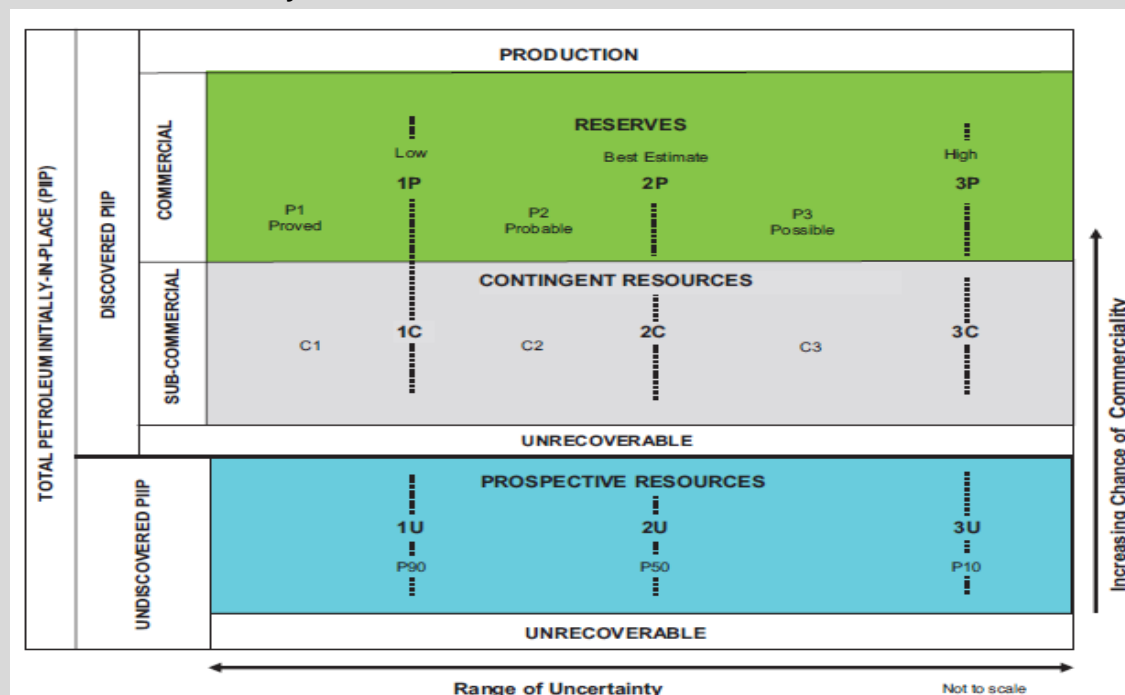 PRODUCTION
TOTAL PETROLEUM INITIALLY-IN-PLACE (PIIP)
DISCOVERED PIIP
COMMERCIAL
RESERVES
Low
Best Estimate
High
1P
2P
3P
P1
Proved
P2
Probable
P3
Possible
SUB-COMMERCIAL
CONTINGENT RESOURCES
C1
1C
C2
2C
C3
3C
UNRECOVERABLE
UNDISCOVERED PIIP
PROSPECTIVE RESOURCES
1U
2U
3U
P90
P50
P10
UNRECOVERABLE
Increasing Chance of Commerciality
Range of Uncertainty
Not to scale